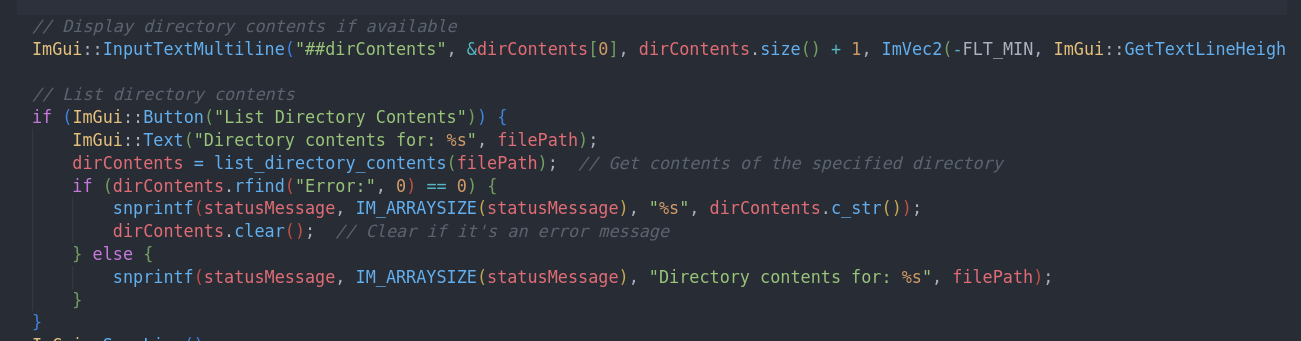 // Display directory contents if available
ImGui::InputTextMultiline("##dirContents", &dirContents[0], dirContents.size() + 1, ImVec2(-FLT_MIN, ImGui::GetTextLineHeigh
// List directory contents
if (ImGui::Button("List Directory Contents")) {
    ImGui::Text("Directory contents for: %s", filePath);
    dirContents = list_directory_contents(filePath);  // Get contents of the specified directory
    if (dirContents.rfind("Error:", 0) == 0) {
        snprintf(statusMessage, IM_ARRAYSIZE(statusMessage), "%s", dirContents.c_str());
        dirContents.clear();  // Clear if it's an error message
    } else {
        snprintf(statusMessage, IM_ARRAYSIZE(statusMessage), "Directory contents for: %s", filePath);
    }
}